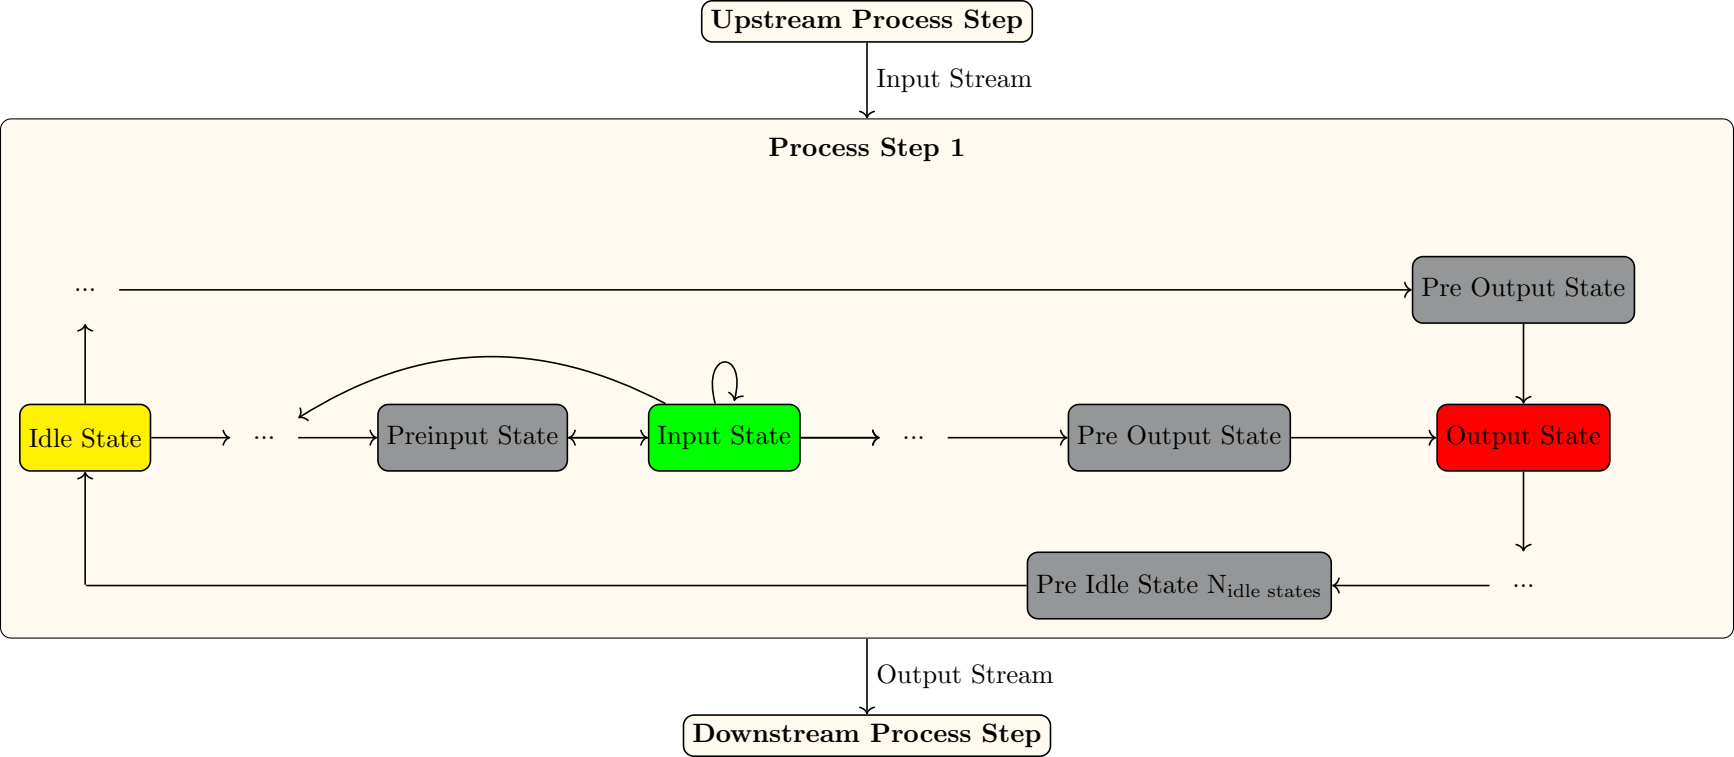 Upstream Process Step
Input Stream
Process Step 1
...
Pre Output State
Idle State
...
Preinput State
Input State
...
Pre Output State
Output State
Pre Idle State N_idle states
...
Output Stream
Downstream Process Step